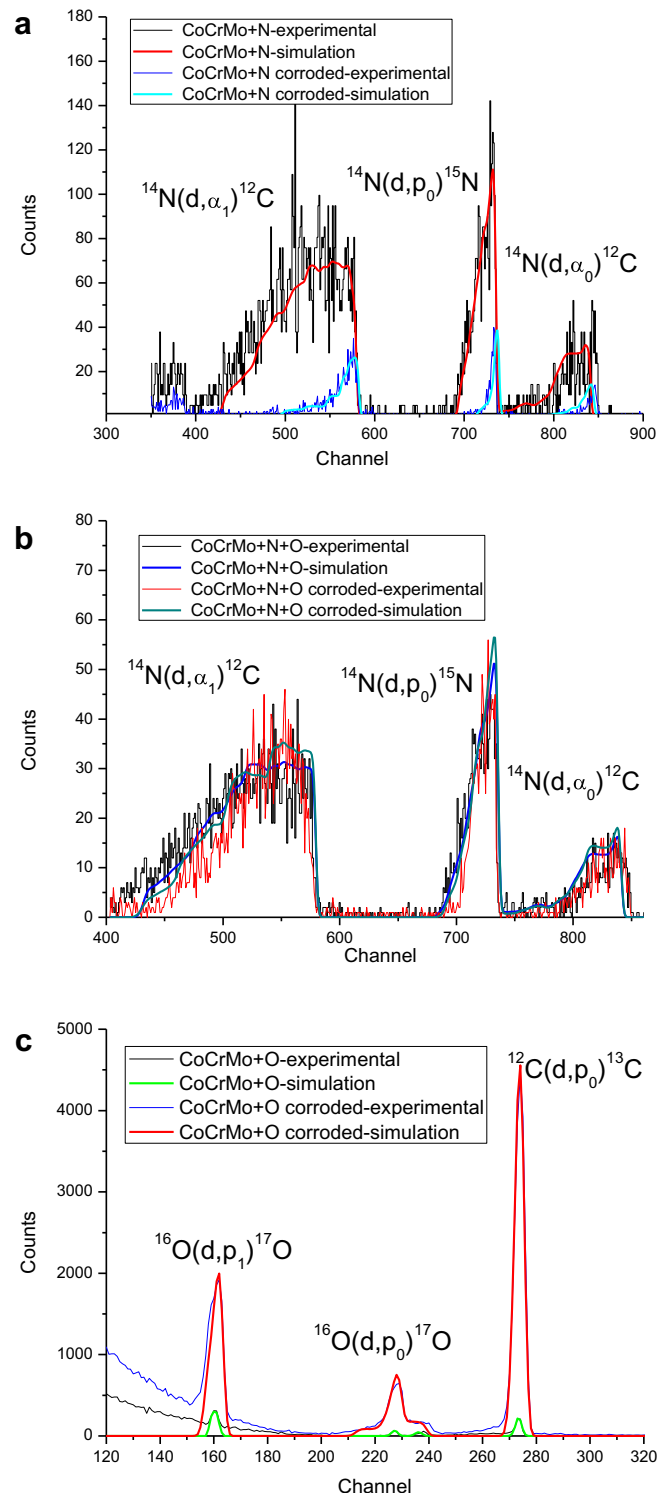 a
CoCrMo+N-experimental
CoCrMo+N-simulation
CoCrMo+N corroded-experimental
CoCrMo+N corroded-simulation
¹⁴N(d,α₁)¹²C
¹⁴N(d,p₀)¹⁵N
¹⁴N(d,α₀)¹²C
Counts
180
160
140
120
100
80
60
40
20
300 400 500 600 700 800 900
Channel
b
CoCrMo+N+O-experimental
CoCrMo+N+O-simulation
CoCrMo+N+O corroded-experimental
CoCrMo+N+O corroded-simulation
¹⁴N(d,α₁)¹²C
¹⁴N(d,p₀)¹⁵N
¹⁴N(d,α₀)¹²C
Counts
80
70
60
50
40
30
20
10
0
400 500 600 700 800
Channel
c
CoCrMo+O-experimental
CoCrMo+O-simulation
CoCrMo+O corroded-experimental
CoCrMo+O corroded-simulation
¹²C(d,p₀)¹³C
¹⁶O(d,p₁)¹⁷O
¹⁶O(d,p₀)¹⁷O
Counts
5000
4000
3000
2000
1000
0
120 140 160 180 200 220 240 260 280 300 320
Channel